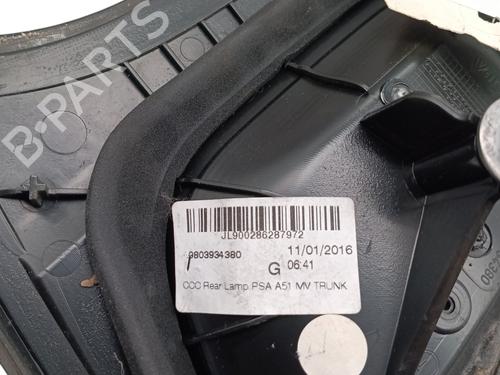 B-PARTS
JL900286287972
9803934380
11/01/2016
G 06:41
CCC Rear Lamp PSA A51 MV TRUNK